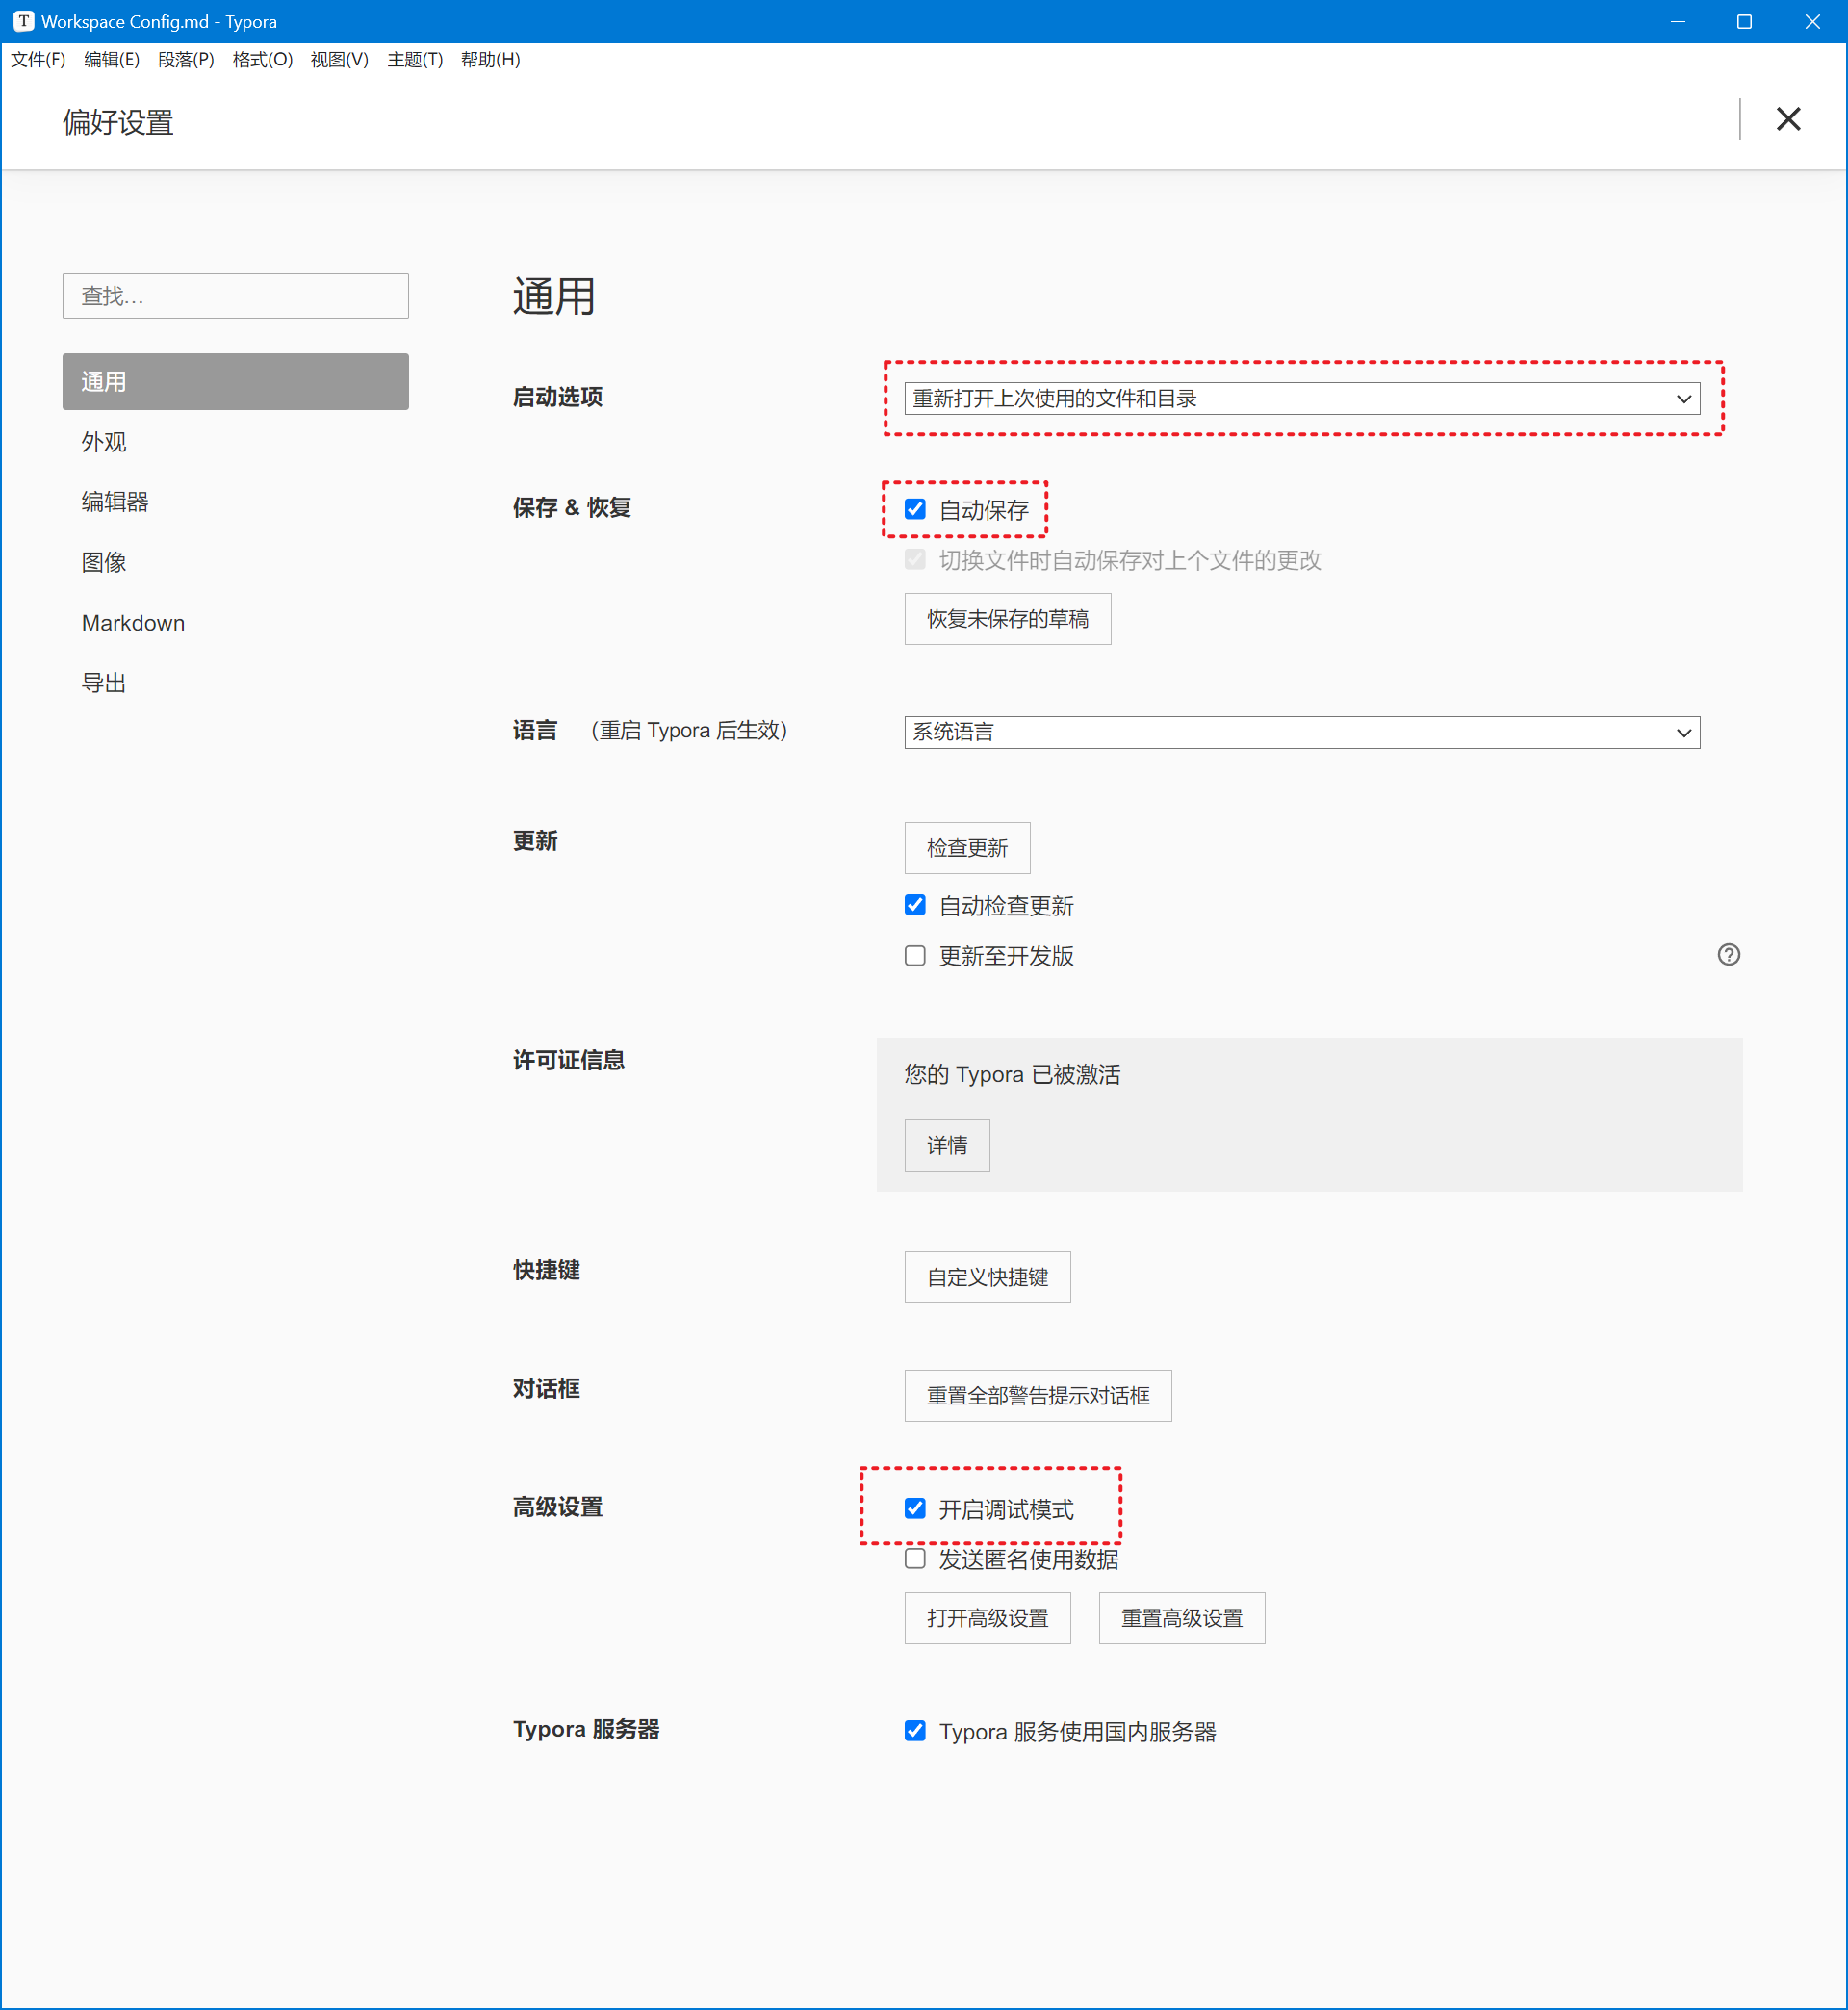 Workspace Config.md - Typora
文件(F) 编辑(E) 段落(P) 格式(O) 视图(V) 主题(T) 帮助(H)
偏好设置
查找…
通用
外观
编辑器
图像
Markdown
导出
通用
启动选项
重新打开上次使用的文件和目录
保存 & 恢复
自动保存
切换文件时自动保存对上个文件的更改
恢复未保存的草稿
语言 （重启 Typora 后生效）
系统语言
更新
检查更新
自动检查更新
更新至开发版
许可证信息
您的 Typora 已被激活
详情
快捷键
自定义快捷键
对话框
重置全部警告提示对话框
高级设置
开启调试模式
发送匿名使用数据
打开高级设置 重置高级设置
Typora 服务器
Typora 服务使用国内服务器